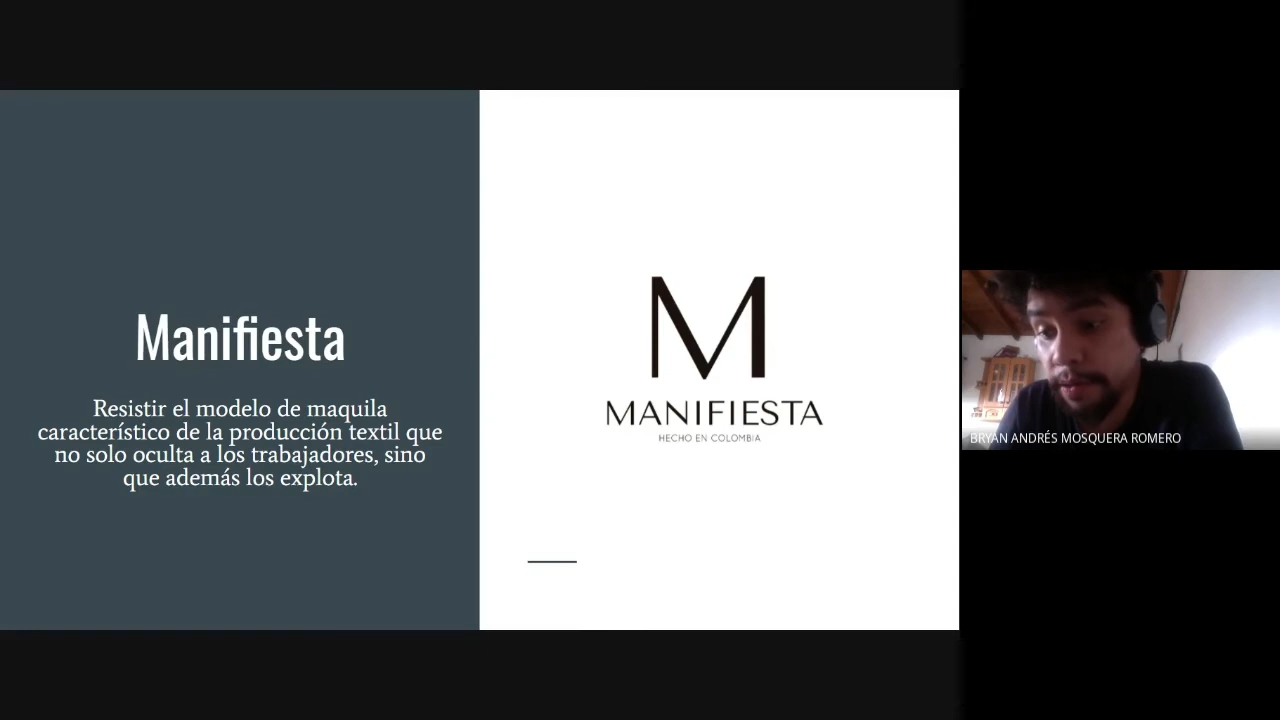 Manifiesta
Resistir el modelo de maquila
característico de la producción textil que
no solo oculta a los trabajadores, sino
que además los explota.
M
MANIFIESTA
HECHO EN COLOMBIA
BRYAN ANDRÉS MOSQUERA ROMERO